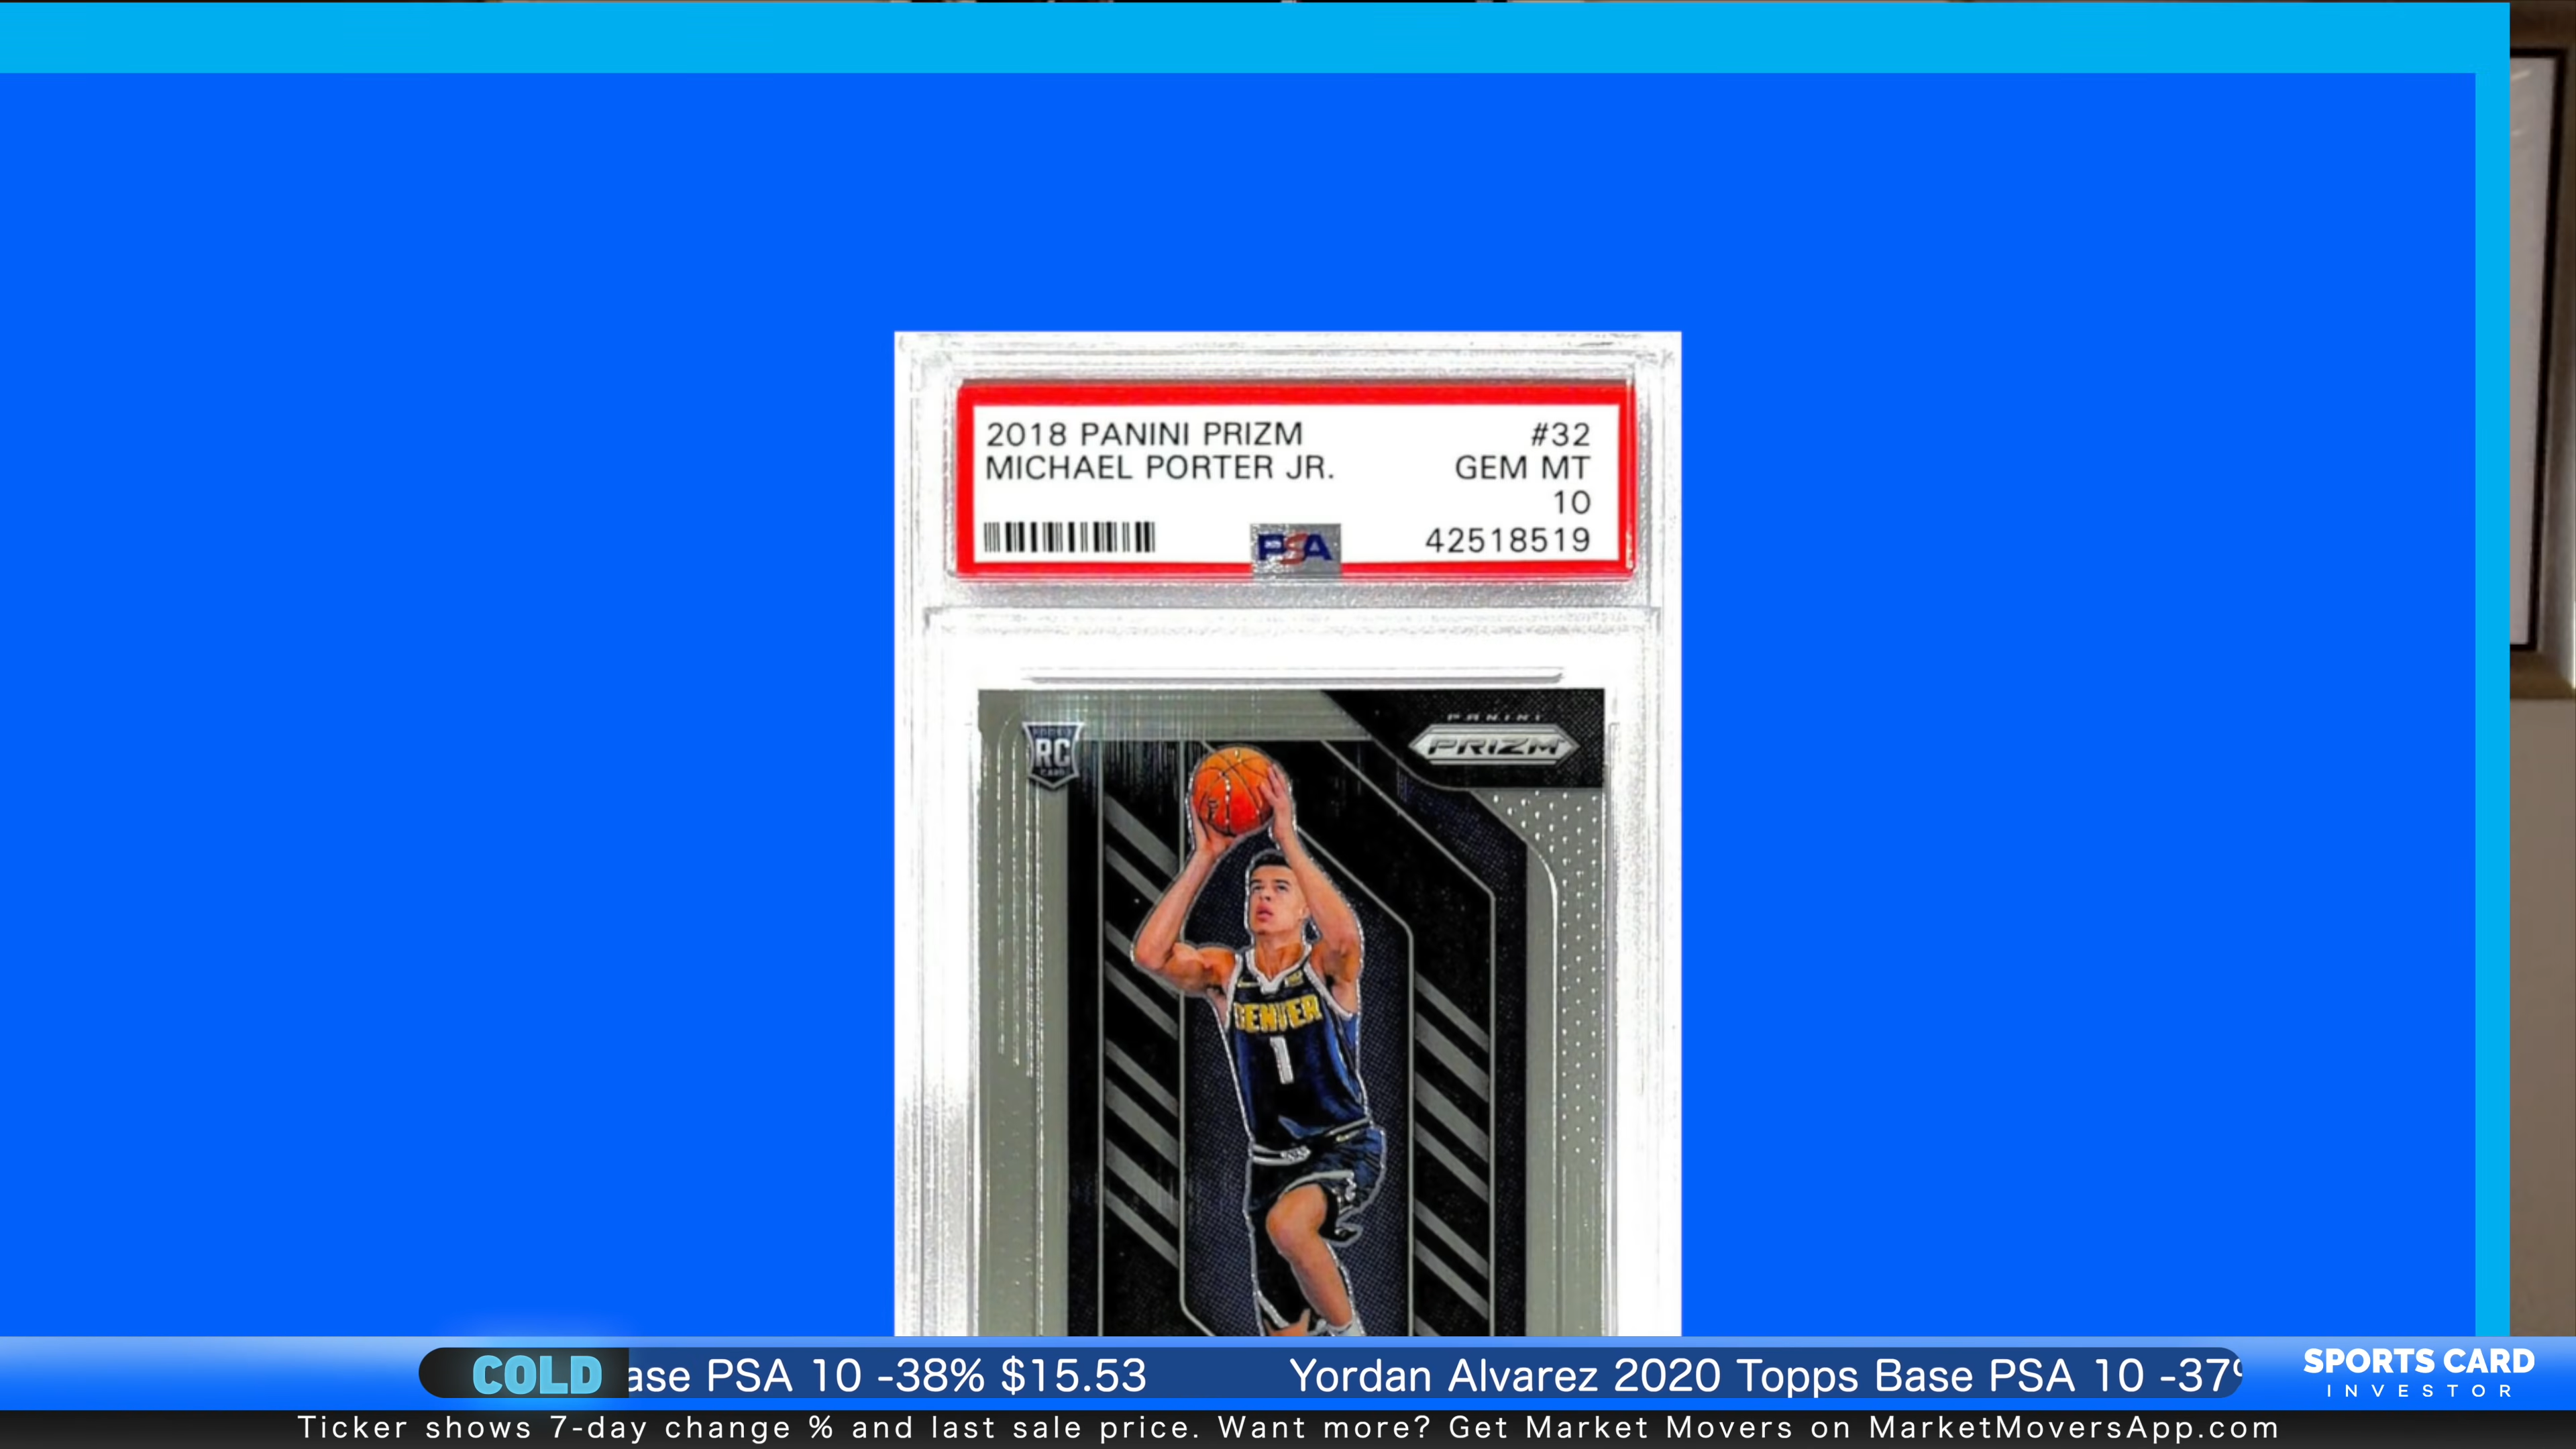 2018 PANINI PRIZM #32
MICHAEL PORTER JR. GEM MT
10
PSA 42518519
RC
PANINI
PRIZM
DENVER
1
COLD ase PSA 10 -38% $15.53 Yordan Alvarez 2020 Topps Base PSA 10 -37%
SPORTS CARD
INVESTOR
Ticker shows 7-day change % and last sale price. Want more? Get Market Movers on MarketMoversApp.com